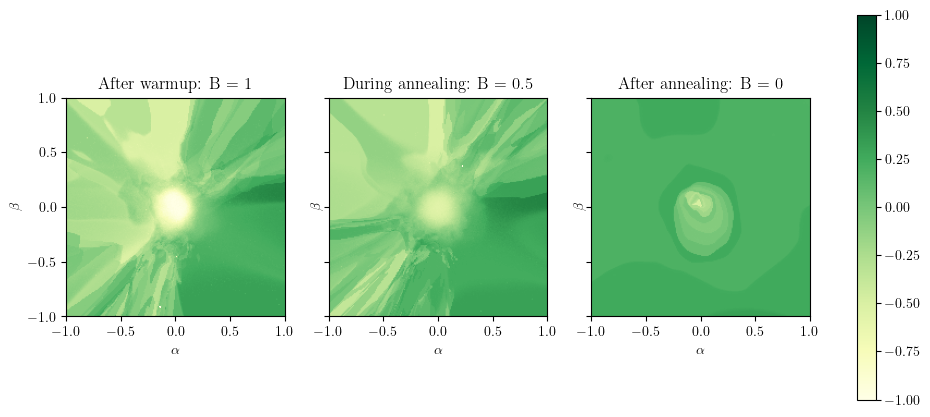 After warmup: B = 1
During annealing: B = 0.5
After annealing: B = 0
1.0
0.5
0.0
−0.5
−1.0
β
β
β
−1.0 −0.5 0.0 0.5 1.0
−1.0 −0.5 0.0 0.5 1.0
−1.0 −0.5 0.0 0.5 1.0
α
α
α
1.00
0.75
0.50
0.25
0.00
−0.25
−0.50
−0.75
−1.00